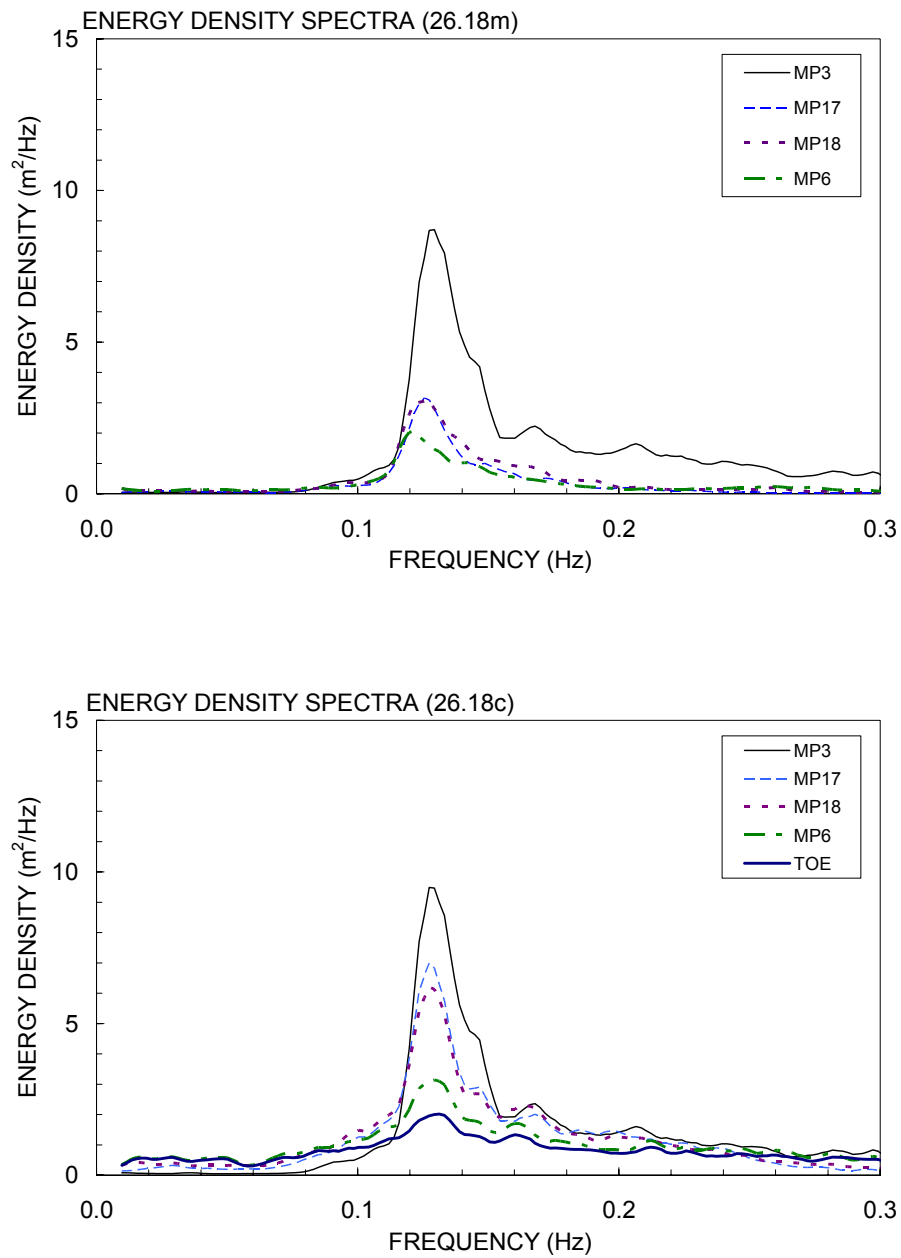 ENERGY DENSITY SPECTRA (26.18m)
15
MP3
MP17
MP18
MP6
10
5
0
ENERGY DENSITY (m²/Hz)
0.0 0.1 0.2 0.3
FREQUENCY (Hz)
ENERGY DENSITY SPECTRA (26.18c)
15
MP3
MP17
MP18
MP6
TOE
10
5
0
ENERGY DENSITY (m²/Hz)
0.0 0.1 0.2 0.3
FREQUENCY (Hz)